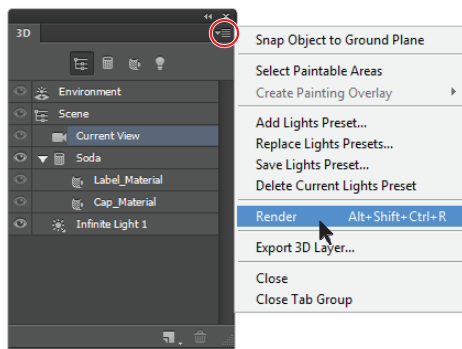 3D
Environment
Scene
Current View
Soda
Label_Material
Cap_Material
Infinite Light 1
Snap Object to Ground Plane
Select Paintable Areas
Create Painting Overlay
Add Lights Preset...
Replace Lights Presets...
Save Lights Preset...
Delete Current Lights Preset
Render Alt+Shift+Ctrl+R
Export 3D Layer...
Close
Close Tab Group